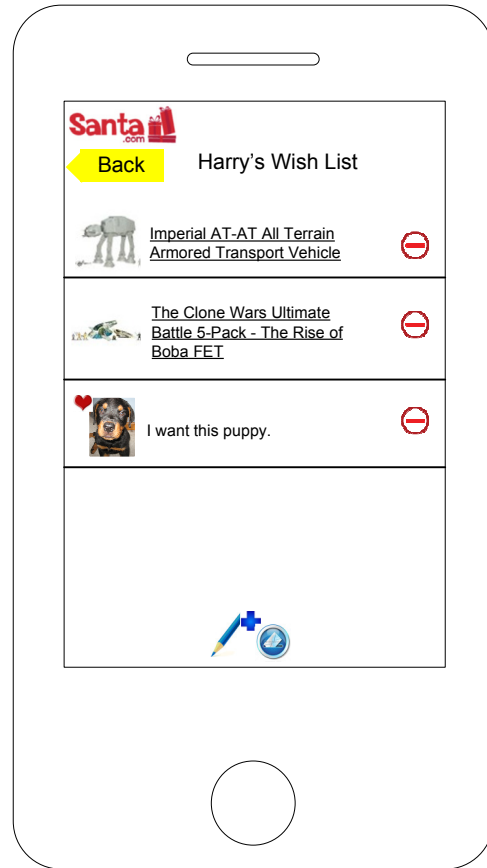 Santa
.com
Back
Harry's Wish List
Imperial AT-AT All Terrain
Armored Transport Vehicle
The Clone Wars Ultimate
Battle 5-Pack - The Rise of
Boba FET
I want this puppy.